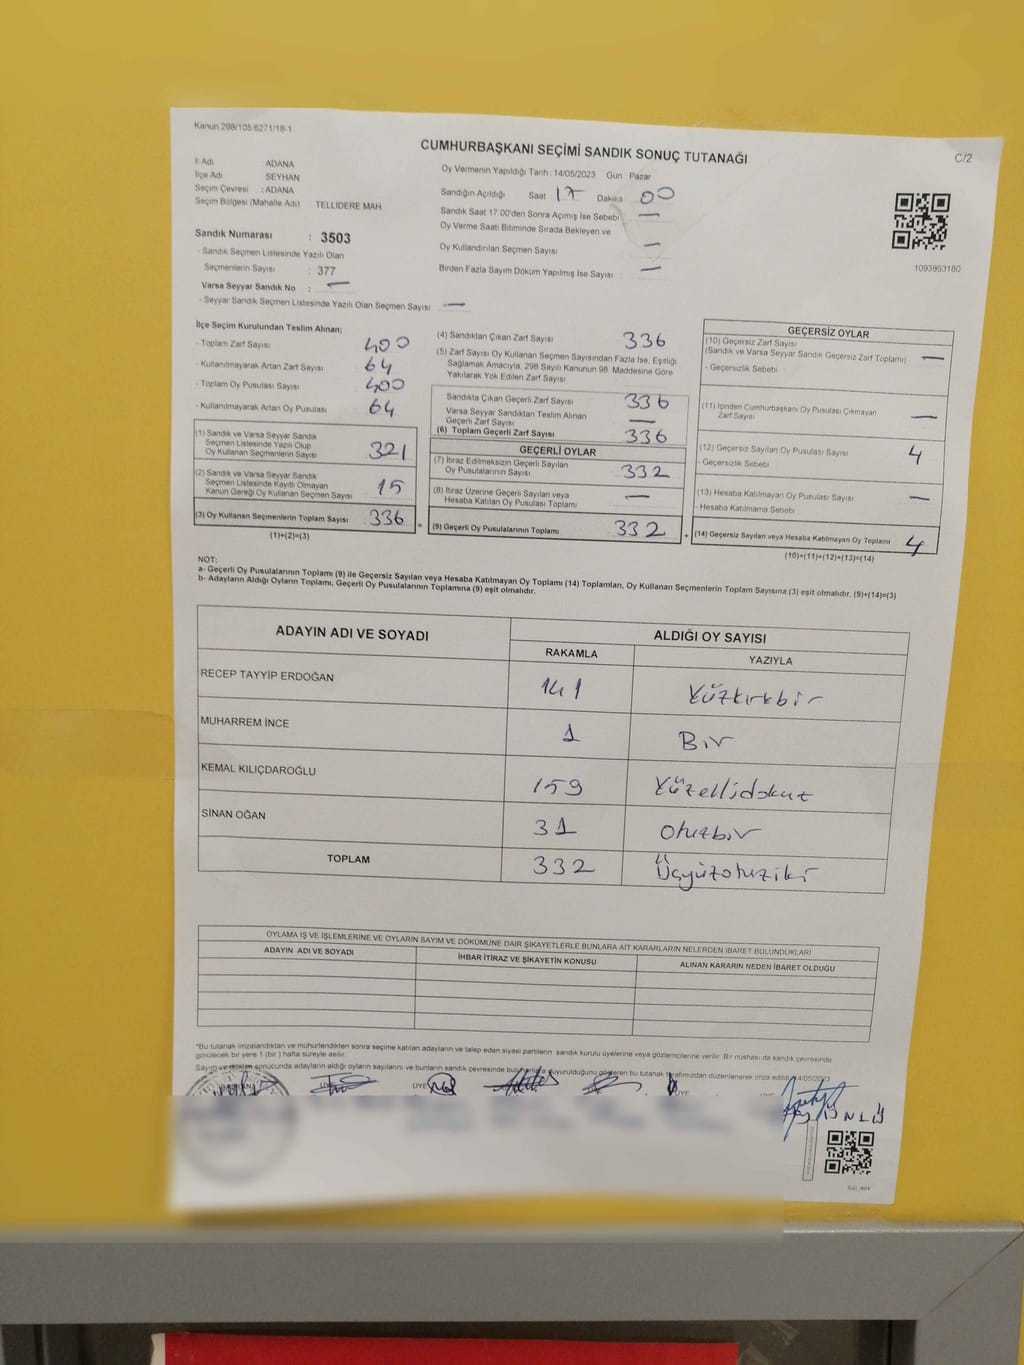 Kanun 298/105.6271/18-1
CUMHURBAŞKANI SEÇİMİ SANDIK SONUÇ TUTANAĞI
C/2
İl Adı ADANA
İlçe Adı SEYHAN
Seçim Çevresi : ADANA
Seçim Bölgesi (Mahalle Adı) : TELLİDERE MAH
Sandık Numarası : 3503
- Sandık Seçmen Listesinde Yazılı Olan
Seçmenlerin Sayısı : 377
Varsa Seyyar Sandık No : —
- Seyyar Sandık Seçmen Listesinde Yazılı Olan Seçmen Sayısı: —
Oy Vermenin Yapıldığı Tarih :14/05/2023 Gün : Pazar
Sandığın Açıldığı Saat 17 Dakika 00
Sandık Saat 17:00'den Sonra Açımış İse Sebebi —
Oy Verme Saati Bitiminde Sırada Bekleyen ve
Oy Kullandırılan Seçmen Sayısı —
Birden Fazla Sayım Döküm Yapılmış İse Sayısı —
1093863180
İlçe Seçim Kurulundan Teslim Alınan;
- Toplam Zarf Sayısı 400
- Kullanılmayarak Artan Zarf Sayısı 64
- Toplam Oy Pusulası Sayısı 400
- Kullanılmayarak Artan Oy Pusulası 64
(1) Sandık ve Varsa Seyyar Sandık
Seçmen Listesinde Yazılı Olup
Oy Kullanan Seçmenlerin Sayısı 321
(2) Sandık ve Varsa Seyyar Sandık
Seçmen Listesinde Kayıtlı Olmayan
Kanun Gereği Oy Kullanan Seçmen Sayısı 15
(3) Oy Kullanan Seçmenlerin Toplam Sayısı 336
(1)+(2)=(3)
=
(4) Sandıktan Çıkan Zarf Sayısı 336
(5) Zarf Sayısı Oy Kullanan Seçmen Sayısından Fazla İse, Eşitliği
Sağlamak Amacıyla, 298 Sayılı Kanunun 98. Maddesine Göre
Yakılarak Yok Edilen Zarf Sayısı
Sandıkta Çıkan Geçerli Zarf Sayısı 336
Varsa Seyyar Sandıktan Teslim Alınan
Geçerli Zarf Sayısı —
(6) Toplam Geçerli Zarf Sayısı 336
GEÇERLİ OYLAR
(7) İtiraz Edilmeksizin Geçerli Sayılan
Oy Pusulalarının Sayısı 332
(8) İtiraz Üzerine Geçerli Sayılan veya
Hesaba Katılan Oy Pusulası Toplamı —
(9) Geçerli Oy Pusulalarının Toplamı 332
+
GEÇERSİZ OYLAR
(10) Geçersiz Zarf Sayısı
(Sandık ve Varsa Seyyar Sandık Geçersiz Zarf Toplamı) —
- Geçersizlik Sebebi
(11) İçinden Cumhurbaşkanı Oy Pusulası Çıkmayan
Zarf Sayısı —
(12) Geçersiz Sayılan Oy Pusulası Sayısı 4
- Geçersizlik Sebebi
(13) Hesaba Katılmayan Oy Pusulası Sayısı —
- Hesaba Katılmama Sebebi
(14) Geçersiz Sayılan veya Hesaba Katılmayan Oy Toplamı 4
(10)+(11)+(12)+(13)=(14)
NOT:
a- Geçerli Oy Pusulalarının Toplamı (9) ile Geçersiz Sayılan veya Hesaba Katılmayan Oy Toplamı (14) Toplamları, Oy Kullanan Seçmenlerin Toplam Sayısına (3) eşit olmalıdır. (9)+(14)=(3)
b- Adayların Aldığı Oyların Toplamı, Geçerli Oy Pusulalarının Toplamına (9) eşit olmalıdır.
ADAYIN ADI VE SOYADI
ALDIĞI OY SAYISI
RAKAMLA
YAZIYLA
RECEP TAYYİP ERDOĞAN 141 Yüzkırkbir
MUHARREM İNCE 1 Bir
KEMAL KILIÇDAROĞLU 159 Yüzellidokuz
SİNAN OĞAN 31 Otuzbir
TOPLAM 332 Üçyüzotuziki
OYLAMA İŞ VE İŞLEMLERİNE VE OYLARIN SAYIM VE DÖKÜMÜNE DAİR ŞİKAYETLERLE BUNLARA AİT KARARLARIN NELERDEN İBARET BULUNDUKLARI
ADAYIN ADI VE SOYADI
İHBAR İTİRAZ VE ŞİKAYETİN KONUSU
ALINAN KARARIN NEDEN İBARET OLDUĞU
*Bu tutanak imzalandıktan ve mühürlendikten sonra seçime katılan adayların ve talep eden siyasi partilerin sandık kurulu üyelerine veya gözlemcilerine verilir. Bir nüshası da sandık çevresinde
görülecek bir yere 1 (bir ) hafta süreyle asılır.
Sayım ve döküm sonucunda adayların aldığı oyların sayılarını ve bunların sandık çevresinde bulunanlara duyurulduğunu gösteren bu tutanak tarafımızdan düzenlenerek imza edildi. 14/05/2023
BAŞKAN ÜYE ÜYE ÜYE